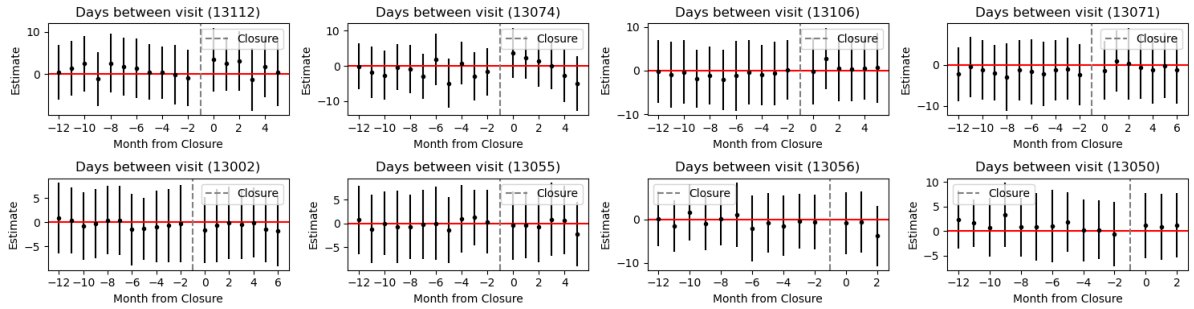 Days between visit (13112)
Estimate
10
0
Closure
−12 −10 −8 −6 −4 −2 0 2 4 6
Month from Closure
Days between visit (13074)
Estimate
10
0
−10
Closure
−12 −10 −8 −6 −4 −2 0 2 4
Month from Closure
Days between visit (13106)
Estimate
10
0
−10
Closure
−12 −10 −8 −6 −4 −2 0 2 4
Month from Closure
Days between visit (13071)
Estimate
0
−10
Closure
−12 −10 −8 −6 −4 −2 0 2 4 6
Month from Closure
Days between visit (13002)
Estimate
5
0
−5
Closure
−12 −10 −8 −6 −4 −2 0 2 4 6
Month from Closure
Days between visit (13055)
Estimate
5
0
−5
Closure
−12 −10 −8 −6 −4 −2 0 2 4
Month from Closure
Days between visit (13056)
Estimate
0
−10
Closure
−12 −10 −8 −6 −4 −2 0 2
Month from Closure
Days between visit (13050)
Estimate
10
5
0
−5
Closure
−12 −10 −8 −6 −4 −2 0 2
Month from Closure